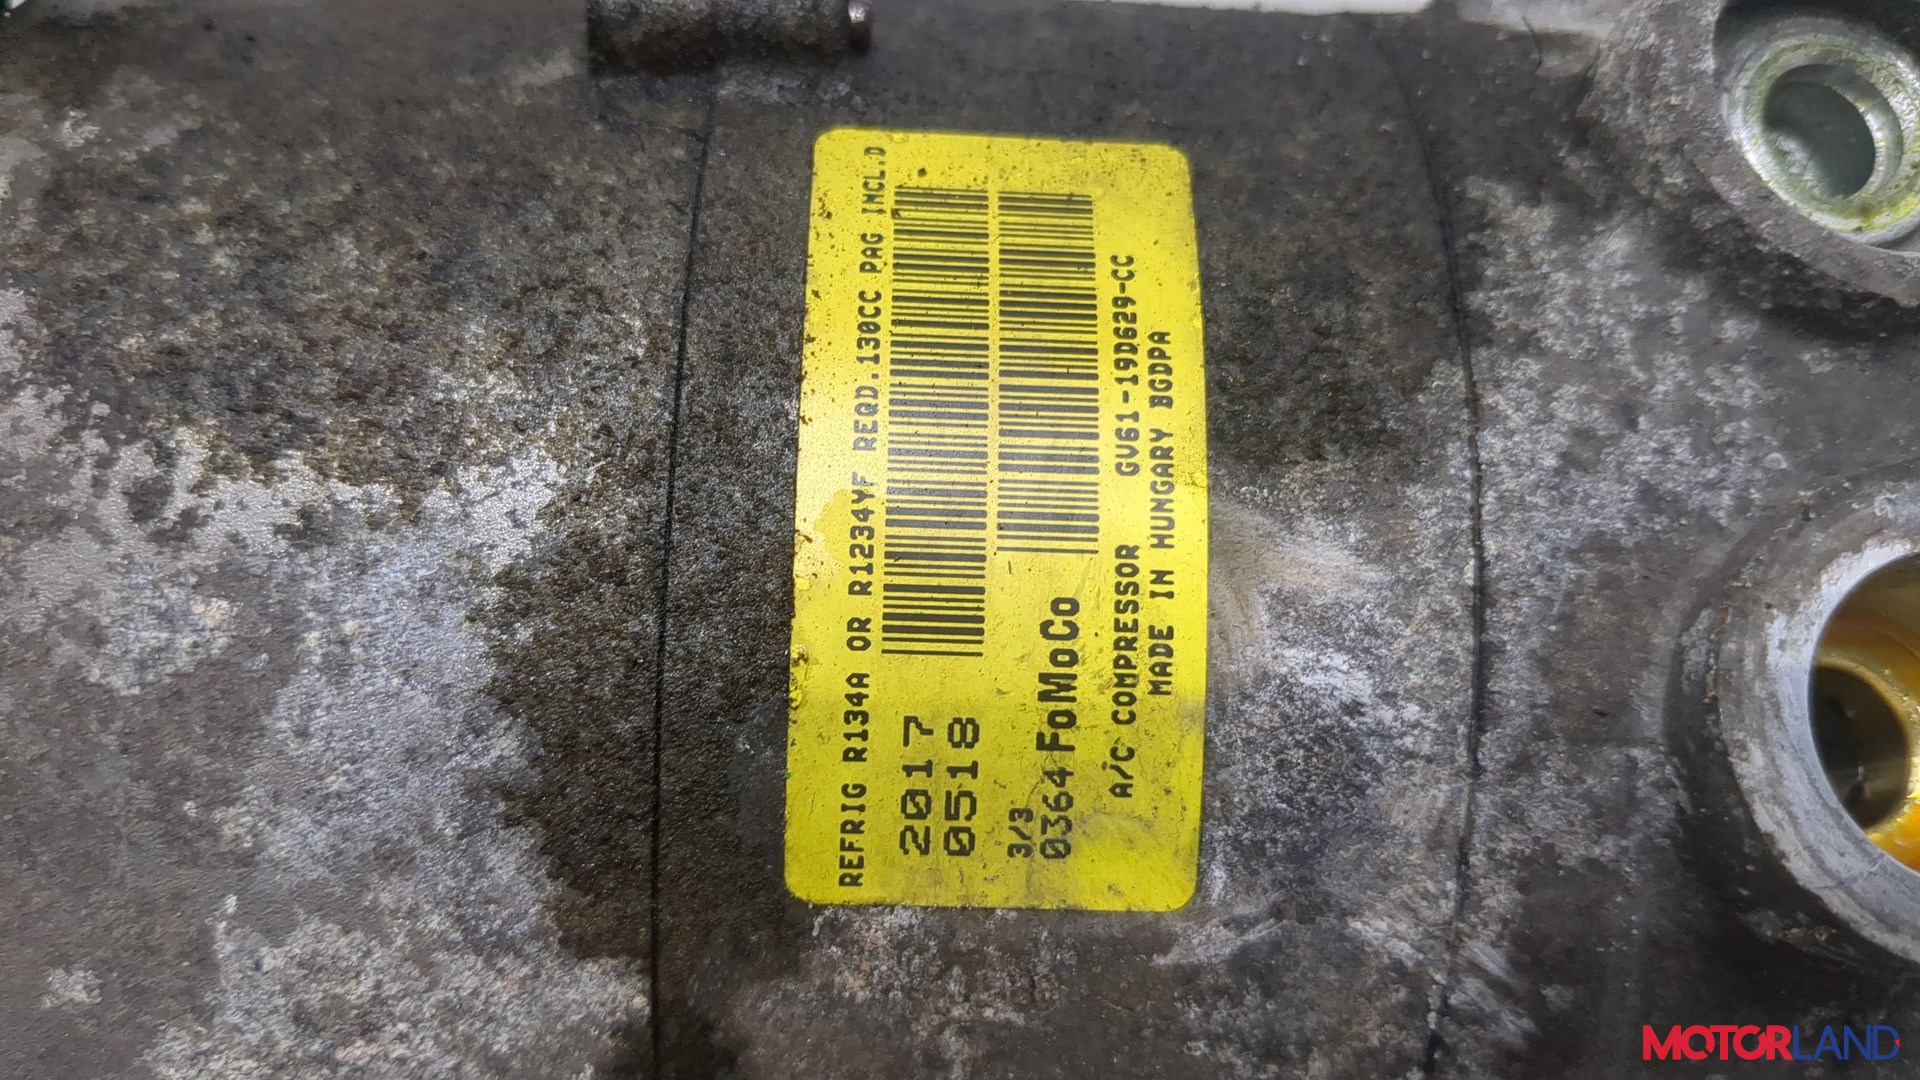 REFRIG R134A OR R1234YF REQD.130CC PAG INCL.D
2017
0518
3/3
0364 FoMoCo
A/C COMPRESSOR GV61-19D629-CC
MADE IN HUNGARY BGDPA
MOTORLAND